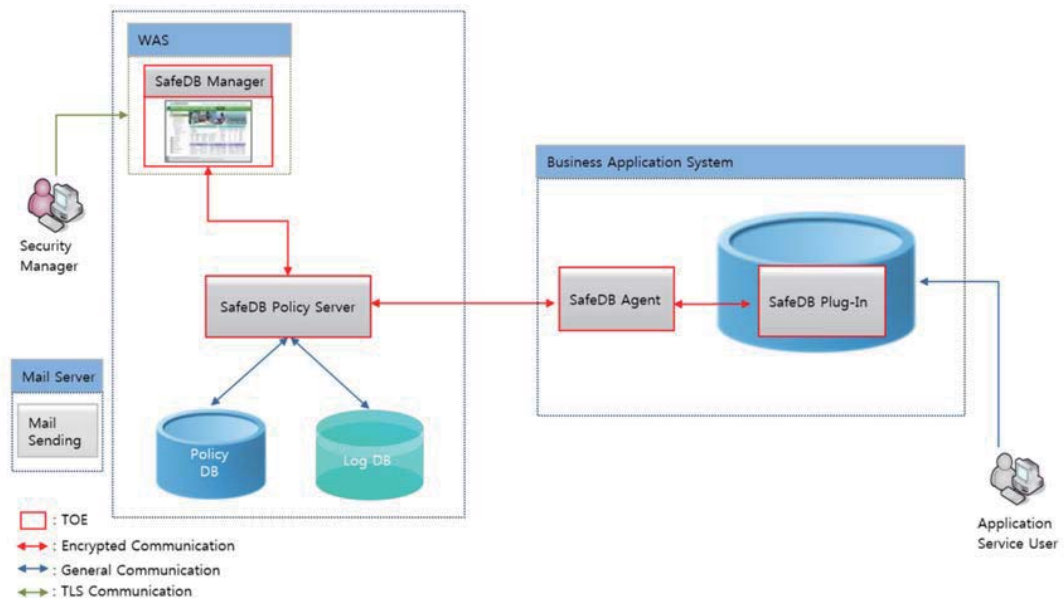 WAS
SafeDB Manager
Business Application System
Security
Manager
SafeDB Policy Server
SafeDB Agent
SafeDB Plug-In
Mail Server
Mail
Sending
Policy
DB
Log DB
: TOE
: Encrypted Communication
: General Communication
: TLS Communication
Application
Service User